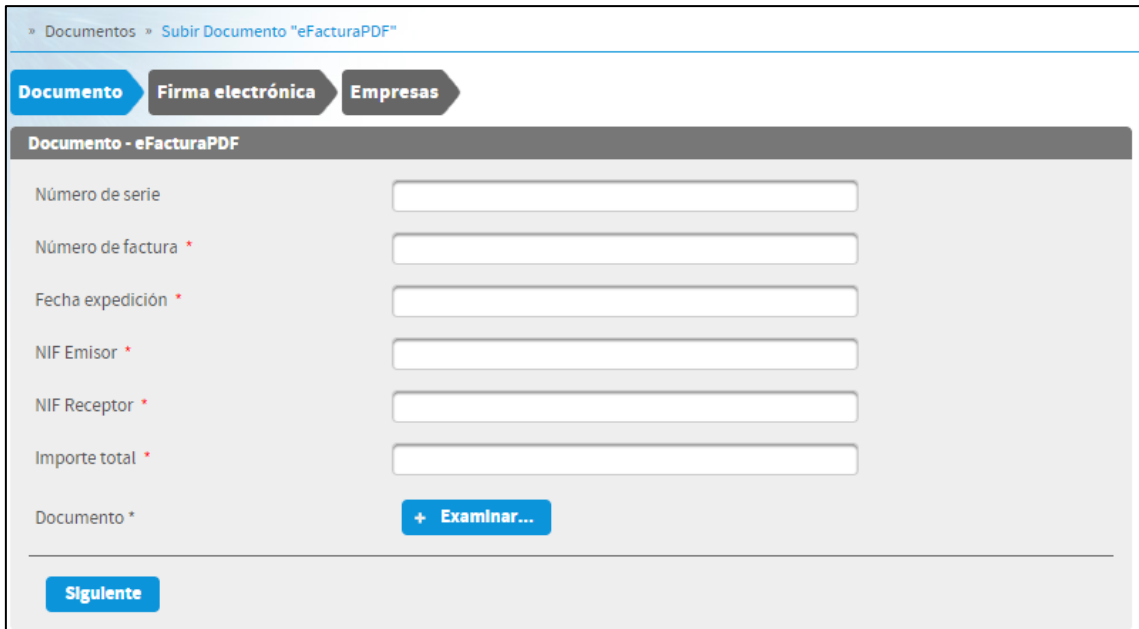 » Documentos » Subir Documento "eFacturaPDF"
Documento Firma electrónica Empresas
Documento - eFacturaPDF
Número de serie
Número de factura *
Fecha expedición *
NIF Emisor *
NIF Receptor *
Importe total *
Documento * + Examinar...
Siguiente